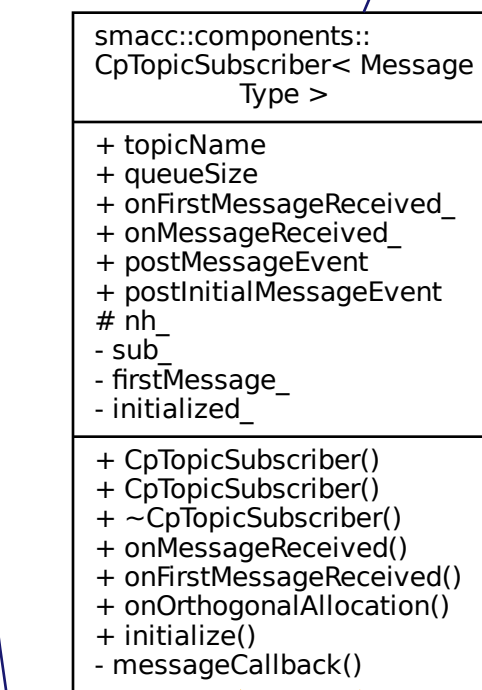 smacc::components::
CpTopicSubscriber< Message
Type >
+ topicName
+ queueSize
+ onFirstMessageReceived_
+ onMessageReceived_
+ postMessageEvent
+ postInitialMessageEvent
# nh_
- sub_
- firstMessage_
- initialized_
+ CpTopicSubscriber()
+ CpTopicSubscriber()
+ ~CpTopicSubscriber()
+ onMessageReceived()
+ onFirstMessageReceived()
+ onOrthogonalAllocation()
+ initialize()
- messageCallback()